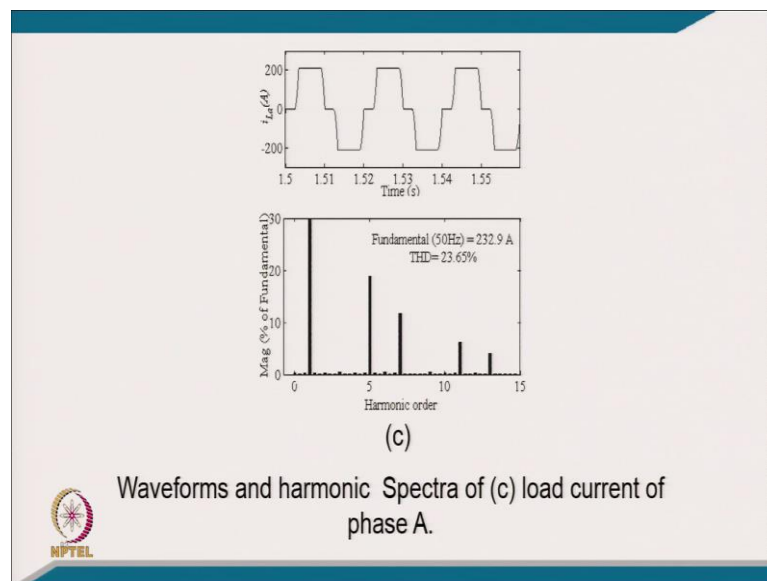 200
0
-200
iLa(A)
1.5 1.51 1.52 1.53 1.54 1.55
Time (s)
30
20
10
0
Mag (% of Fundamental)
Fundamental (50Hz) = 232.9 A
THD= 23.65%
0 5 10 15
Harmonic order
(c)
Waveforms and harmonic Spectra of (c) load current of
phase A.
NPTEL